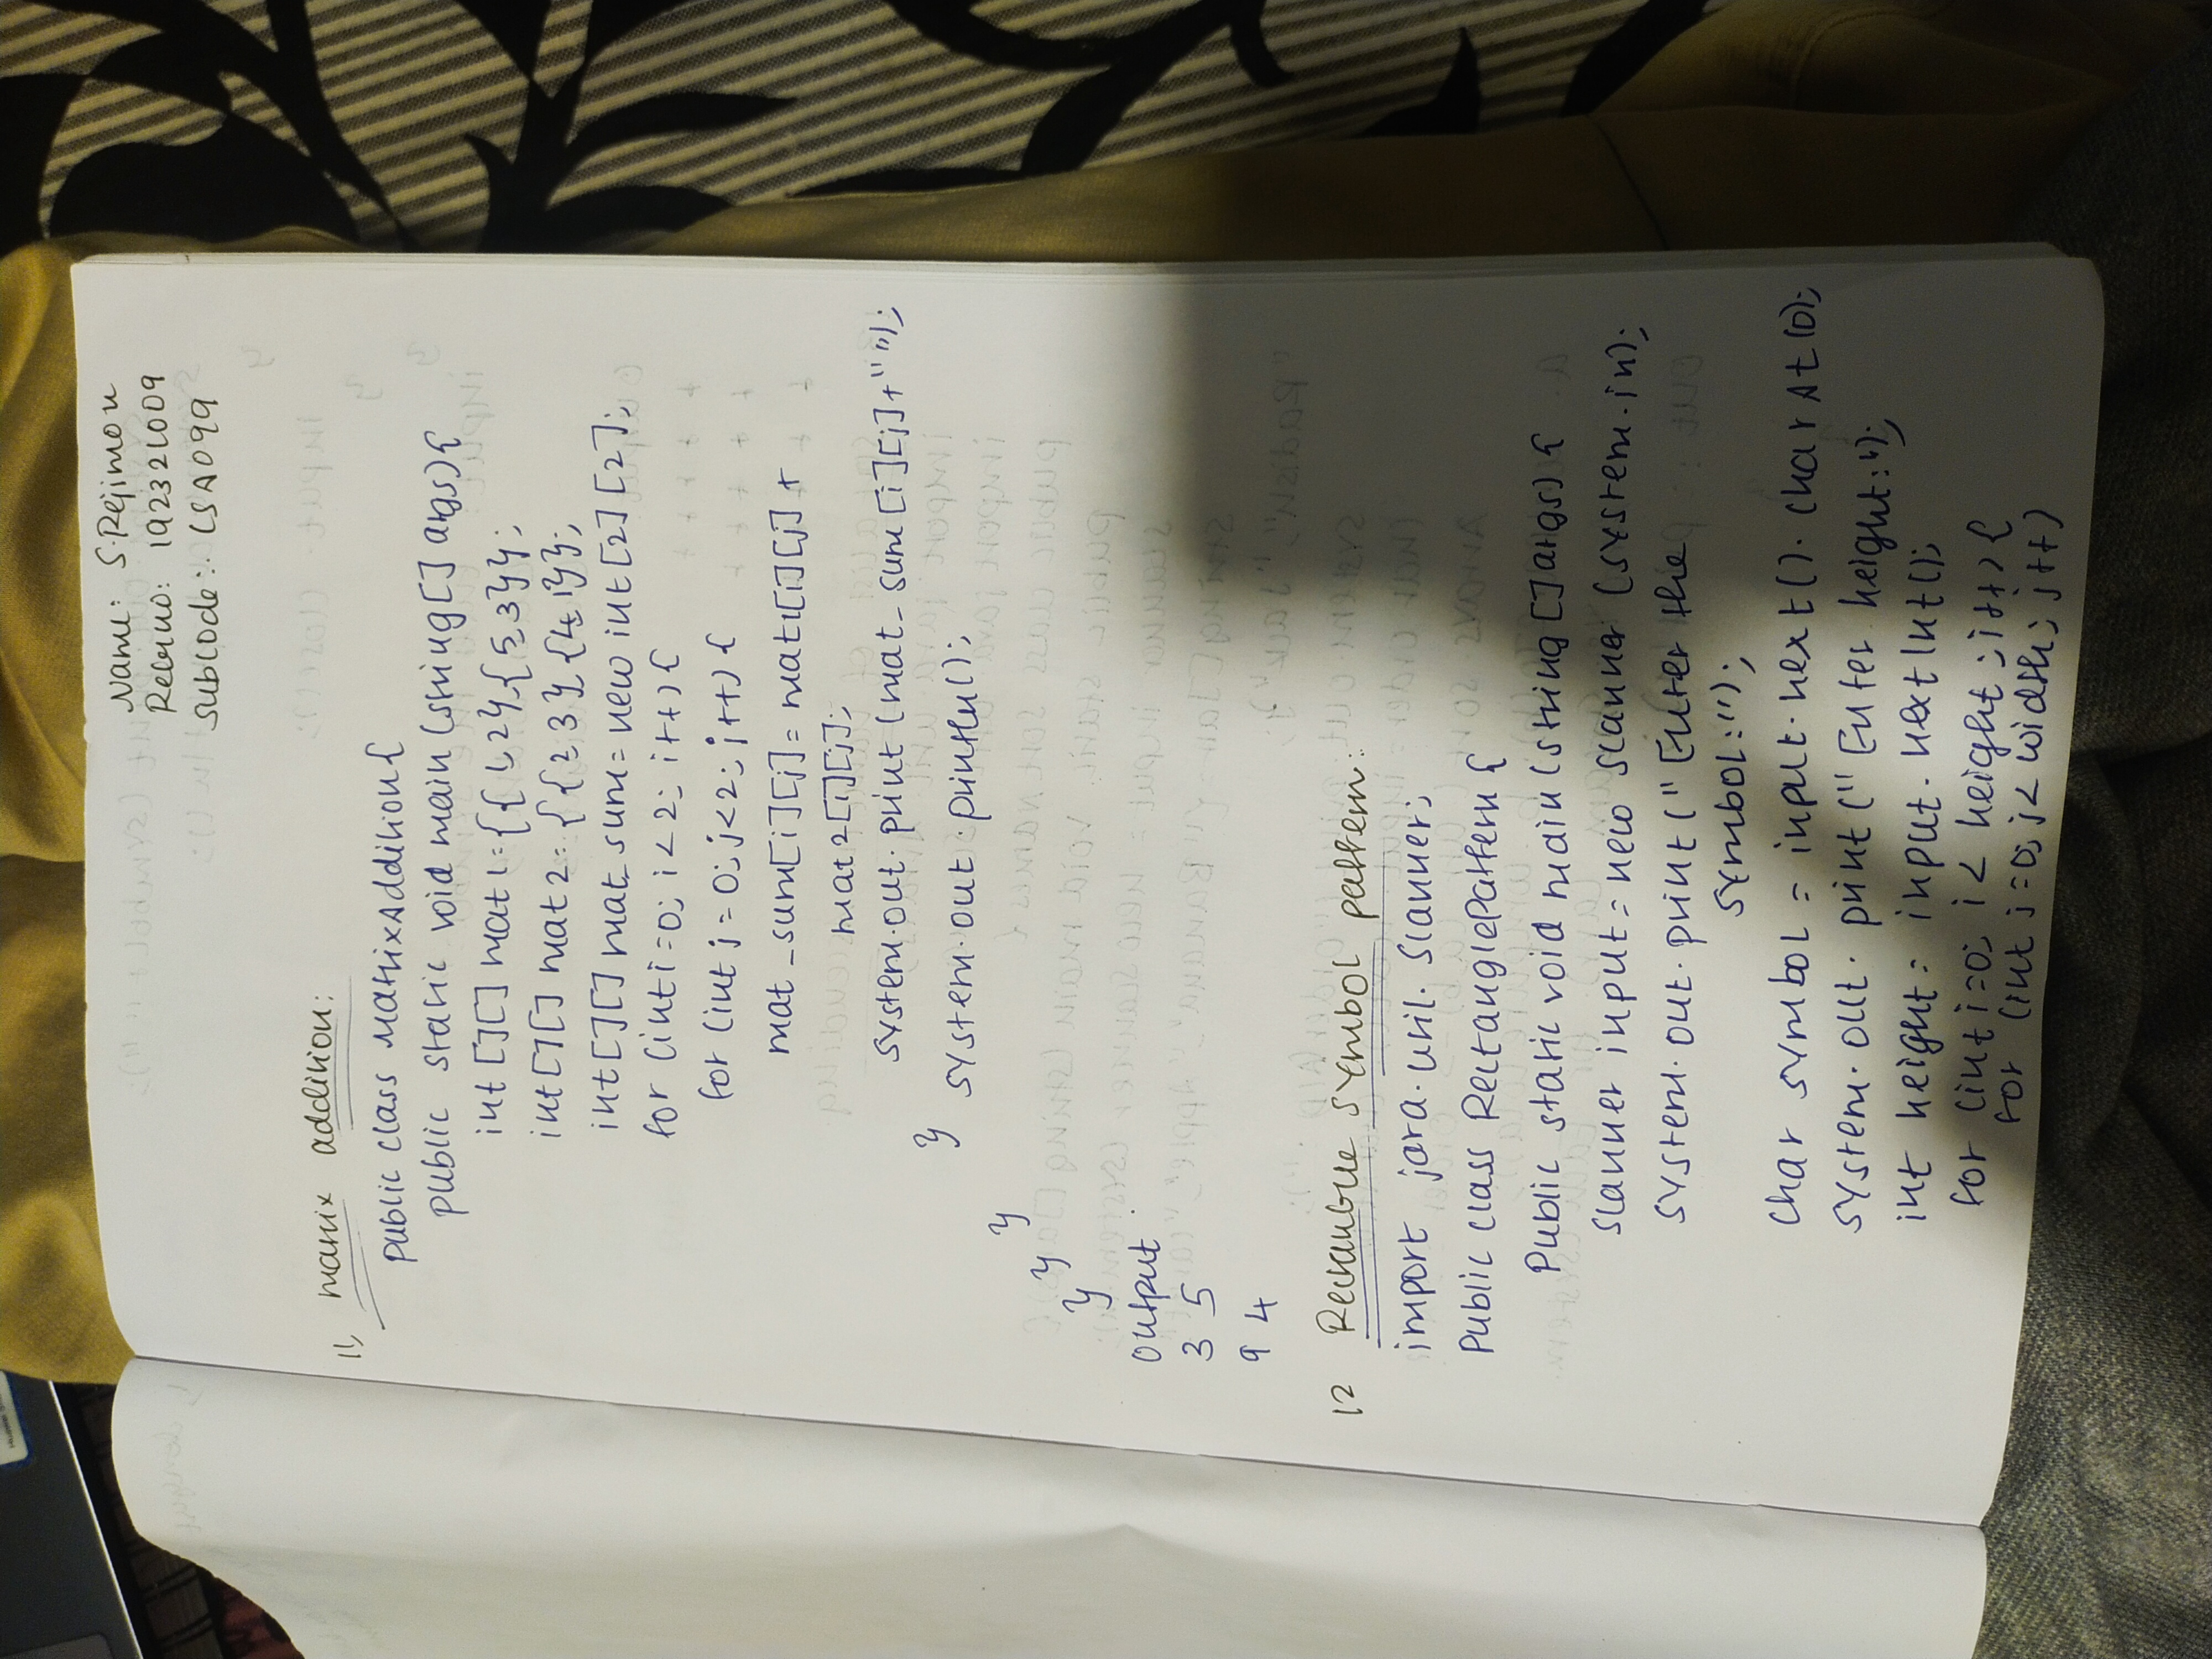 Name: S.Rejimon
Regno: 192321009
Subcode: CSA099
11, matrix addition:
public class MatrixAddition{
public static void main (string[] args){
int [][] mat1={{1,2},{5,3}};
int[][] mat2={{2,3},{4,1}};
int[][] mat_sum=new int[2][2];
for (int i=0; i<2; i++){
for (int j=0; j<2; j++){
mat_sum[i][j]=mat1[i][j]+
mat2[i][j];
system.out.print (mat_sum[i][j]+" ");
}
system.out.println();
}
}
}
output
3 5
9 4
12 Rectangle symbol pattern:
import java.util.Scanner;
Public class RectanglePattern{
Public static void main(string[]args){
scanner input=new scanner (system.in);
system.out.print("Enter the
symbol:");
char symbol = input.next().charAt(0);
system.out.print("Enter height:");
int height= input.nextInt();
for (int i=0; i< height; i++){
for (int j=0; j< width; j++)